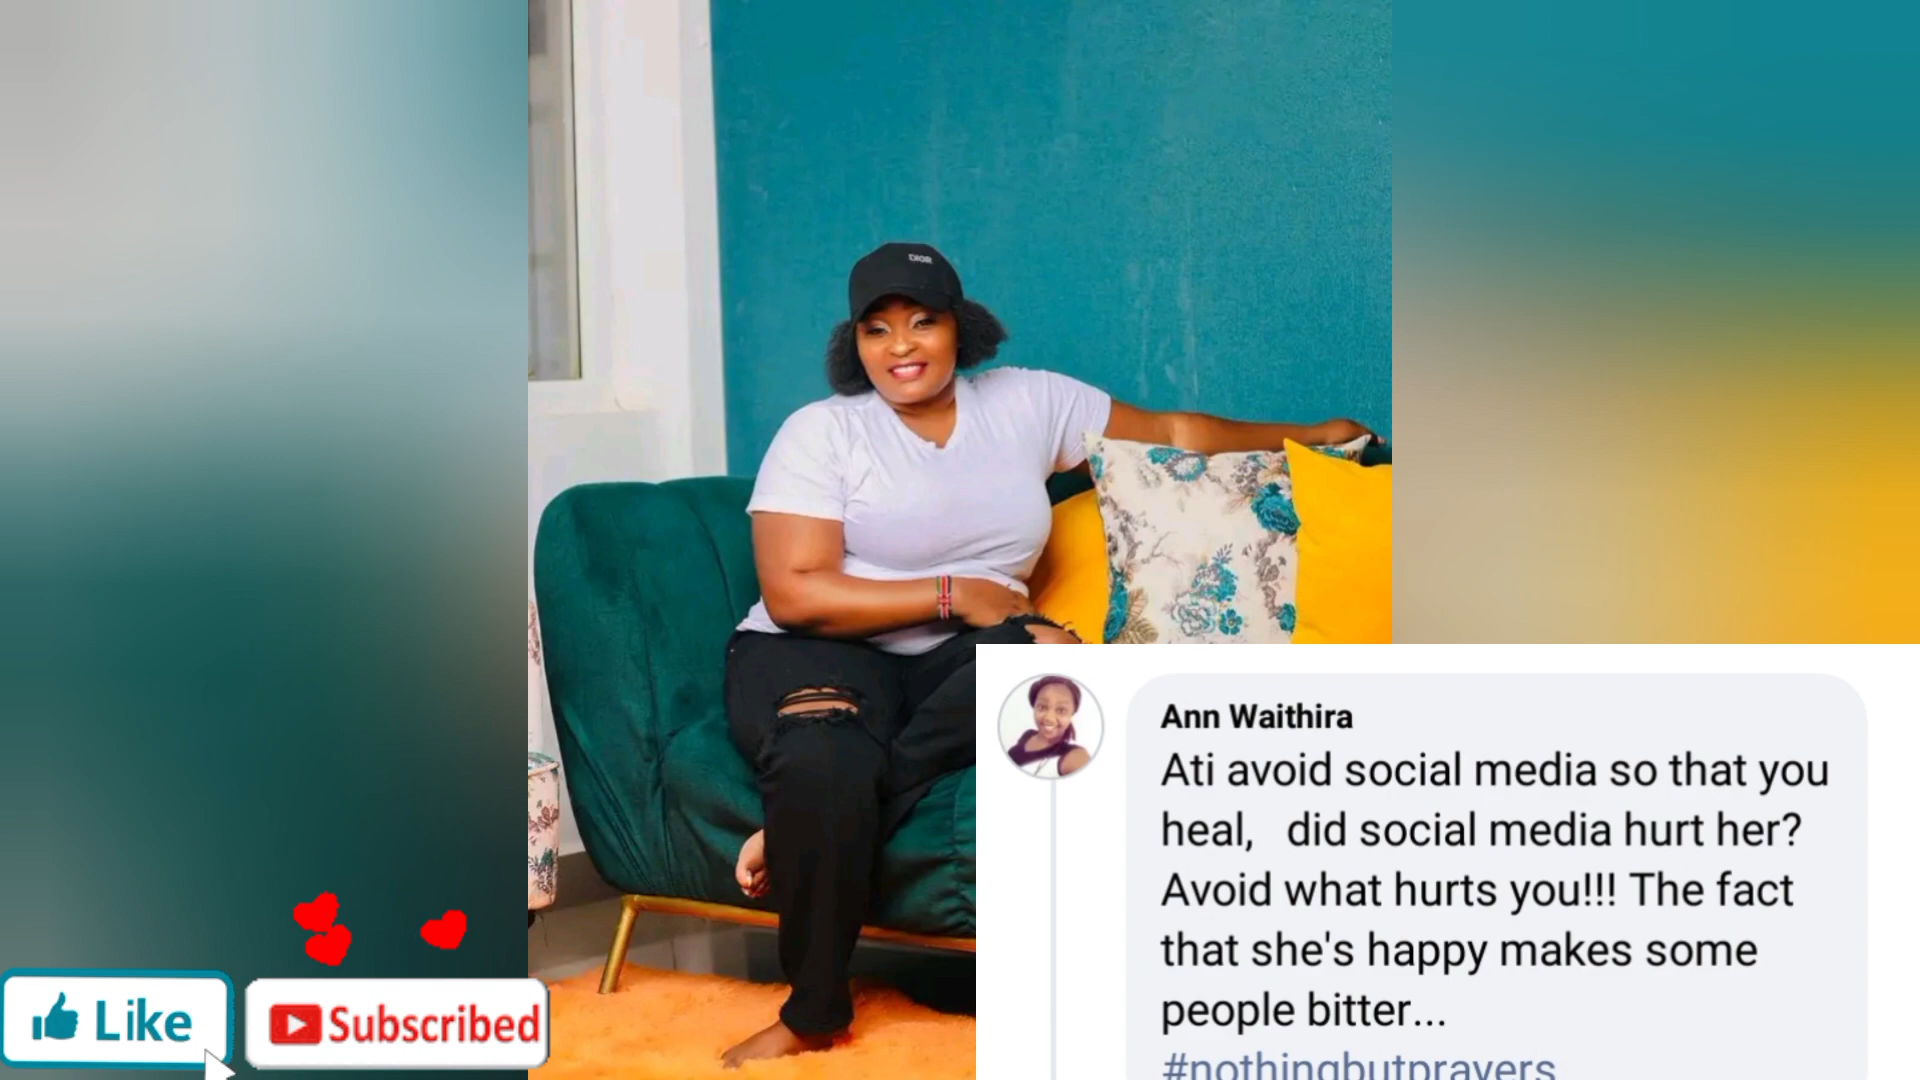 DIOR
Ann Waithira
Ati avoid social media so that you
heal, did social media hurt her?
Avoid what hurts you!!! The fact
that she's happy makes some
people bitter...
#nothingbutprayers
Like
Subscribed